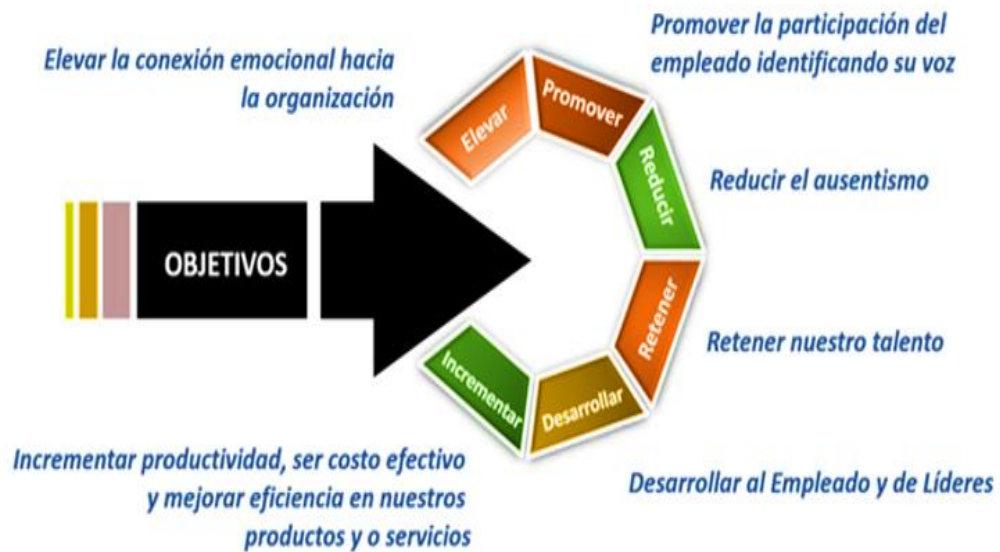 Elevar la conexión emocional hacia
la organización
Promover la participación del
empleado identificando su voz
Elevar
Promover
Reducir
Reducir el ausentismo
OBJETIVOS
Retener
Retener nuestro talento
Incrementar
Desarrollar
Incrementar productividad, ser costo efectivo
y mejorar eficiencia en nuestros
productos y o servicios
Desarrollar al Empleado y de Líderes